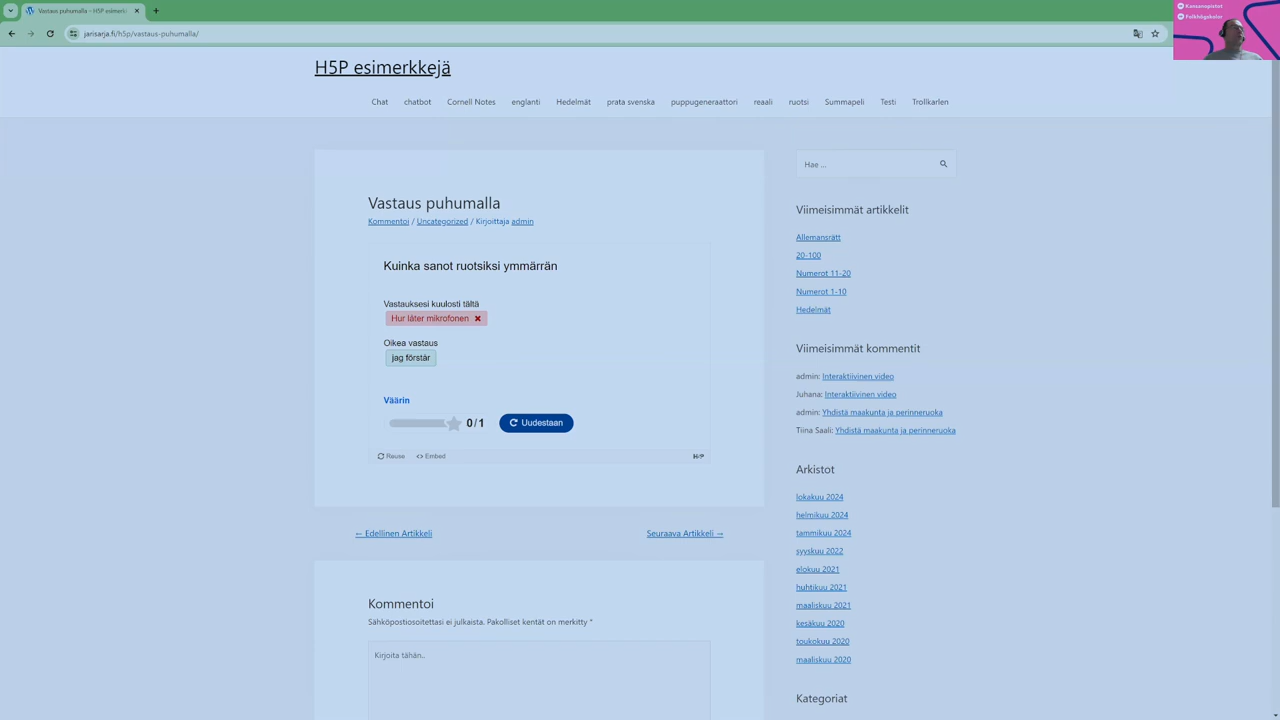 Vastaus puhumalla – H5P esimerki
jarisarja.fi/h5p/vastaus-puhumalla/
Kansanopistot
Folkhögskolor
H5P esimerkkejä
Chat chatbot Cornell Notes englanti Hedelmät prata svenska puppugeneraattori reaali ruotsi Summapeli Testi Trollkarlen
Vastaus puhumalla
Kommentoi / Uncategorized / Kirjoittaja admin
Kuinka sanot ruotsiksi ymmärrän
Vastauksesi kuulosti tältä
Hur låter mikrofonen
Oikea vastaus
jag förstår
Väärin
0/1 Uudestaan
Reuse Embed H5P
← Edellinen Artikkeli
Seuraava Artikkeli →
Kommentoi
Sähköpostiosoitettasi ei julkaista. Pakolliset kentät on merkitty *
Kirjoita tähän..
Hae ...
Viimeisimmät artikkelit
Allemansrätt
20-100
Numerot 11-20
Numerot 1-10
Hedelmät
Viimeisimmät kommentit
admin: Interaktiivinen video
Juhana: Interaktiivinen video
admin: Yhdistä maakunta ja perinneruoka
Tiina Saali: Yhdistä maakunta ja perinneruoka
Arkistot
lokakuu 2024
helmikuu 2024
tammikuu 2024
syyskuu 2022
elokuu 2021
huhtikuu 2021
maaliskuu 2021
kesäkuu 2020
toukokuu 2020
maaliskuu 2020
Kategoriat